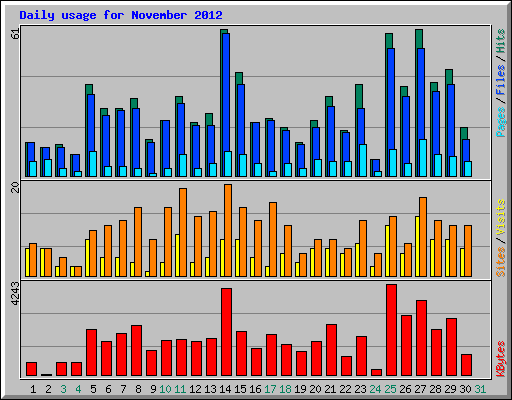 Daily usage for November 2012
61
20
4243
Pages / Files / Hits
Sites / Visits
KBytes
1 2 3 4 5 6 7 8 9 10 11 12 13 14 15 16 17 18 19 20 21 22 23 24 25 26 27 28 29 30 31